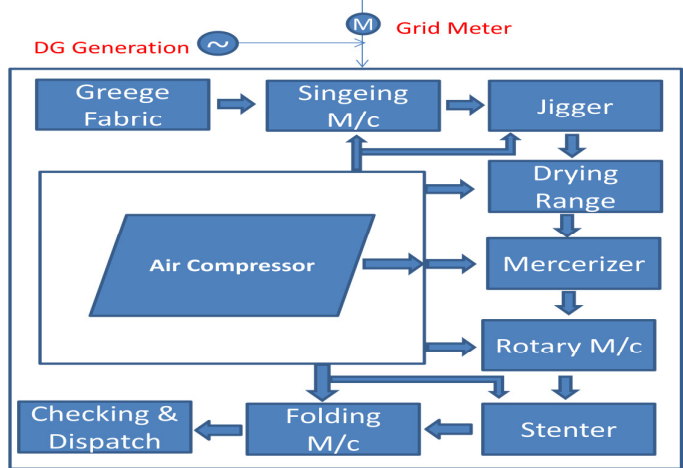 M
Grid Meter
DG Generation
~
Greege
Fabric
Singeing
M/c
Jigger
Drying
Range
Air Compressor
Mercerizer
Rotary M/c
Checking &
Dispatch
Folding
M/c
Stenter